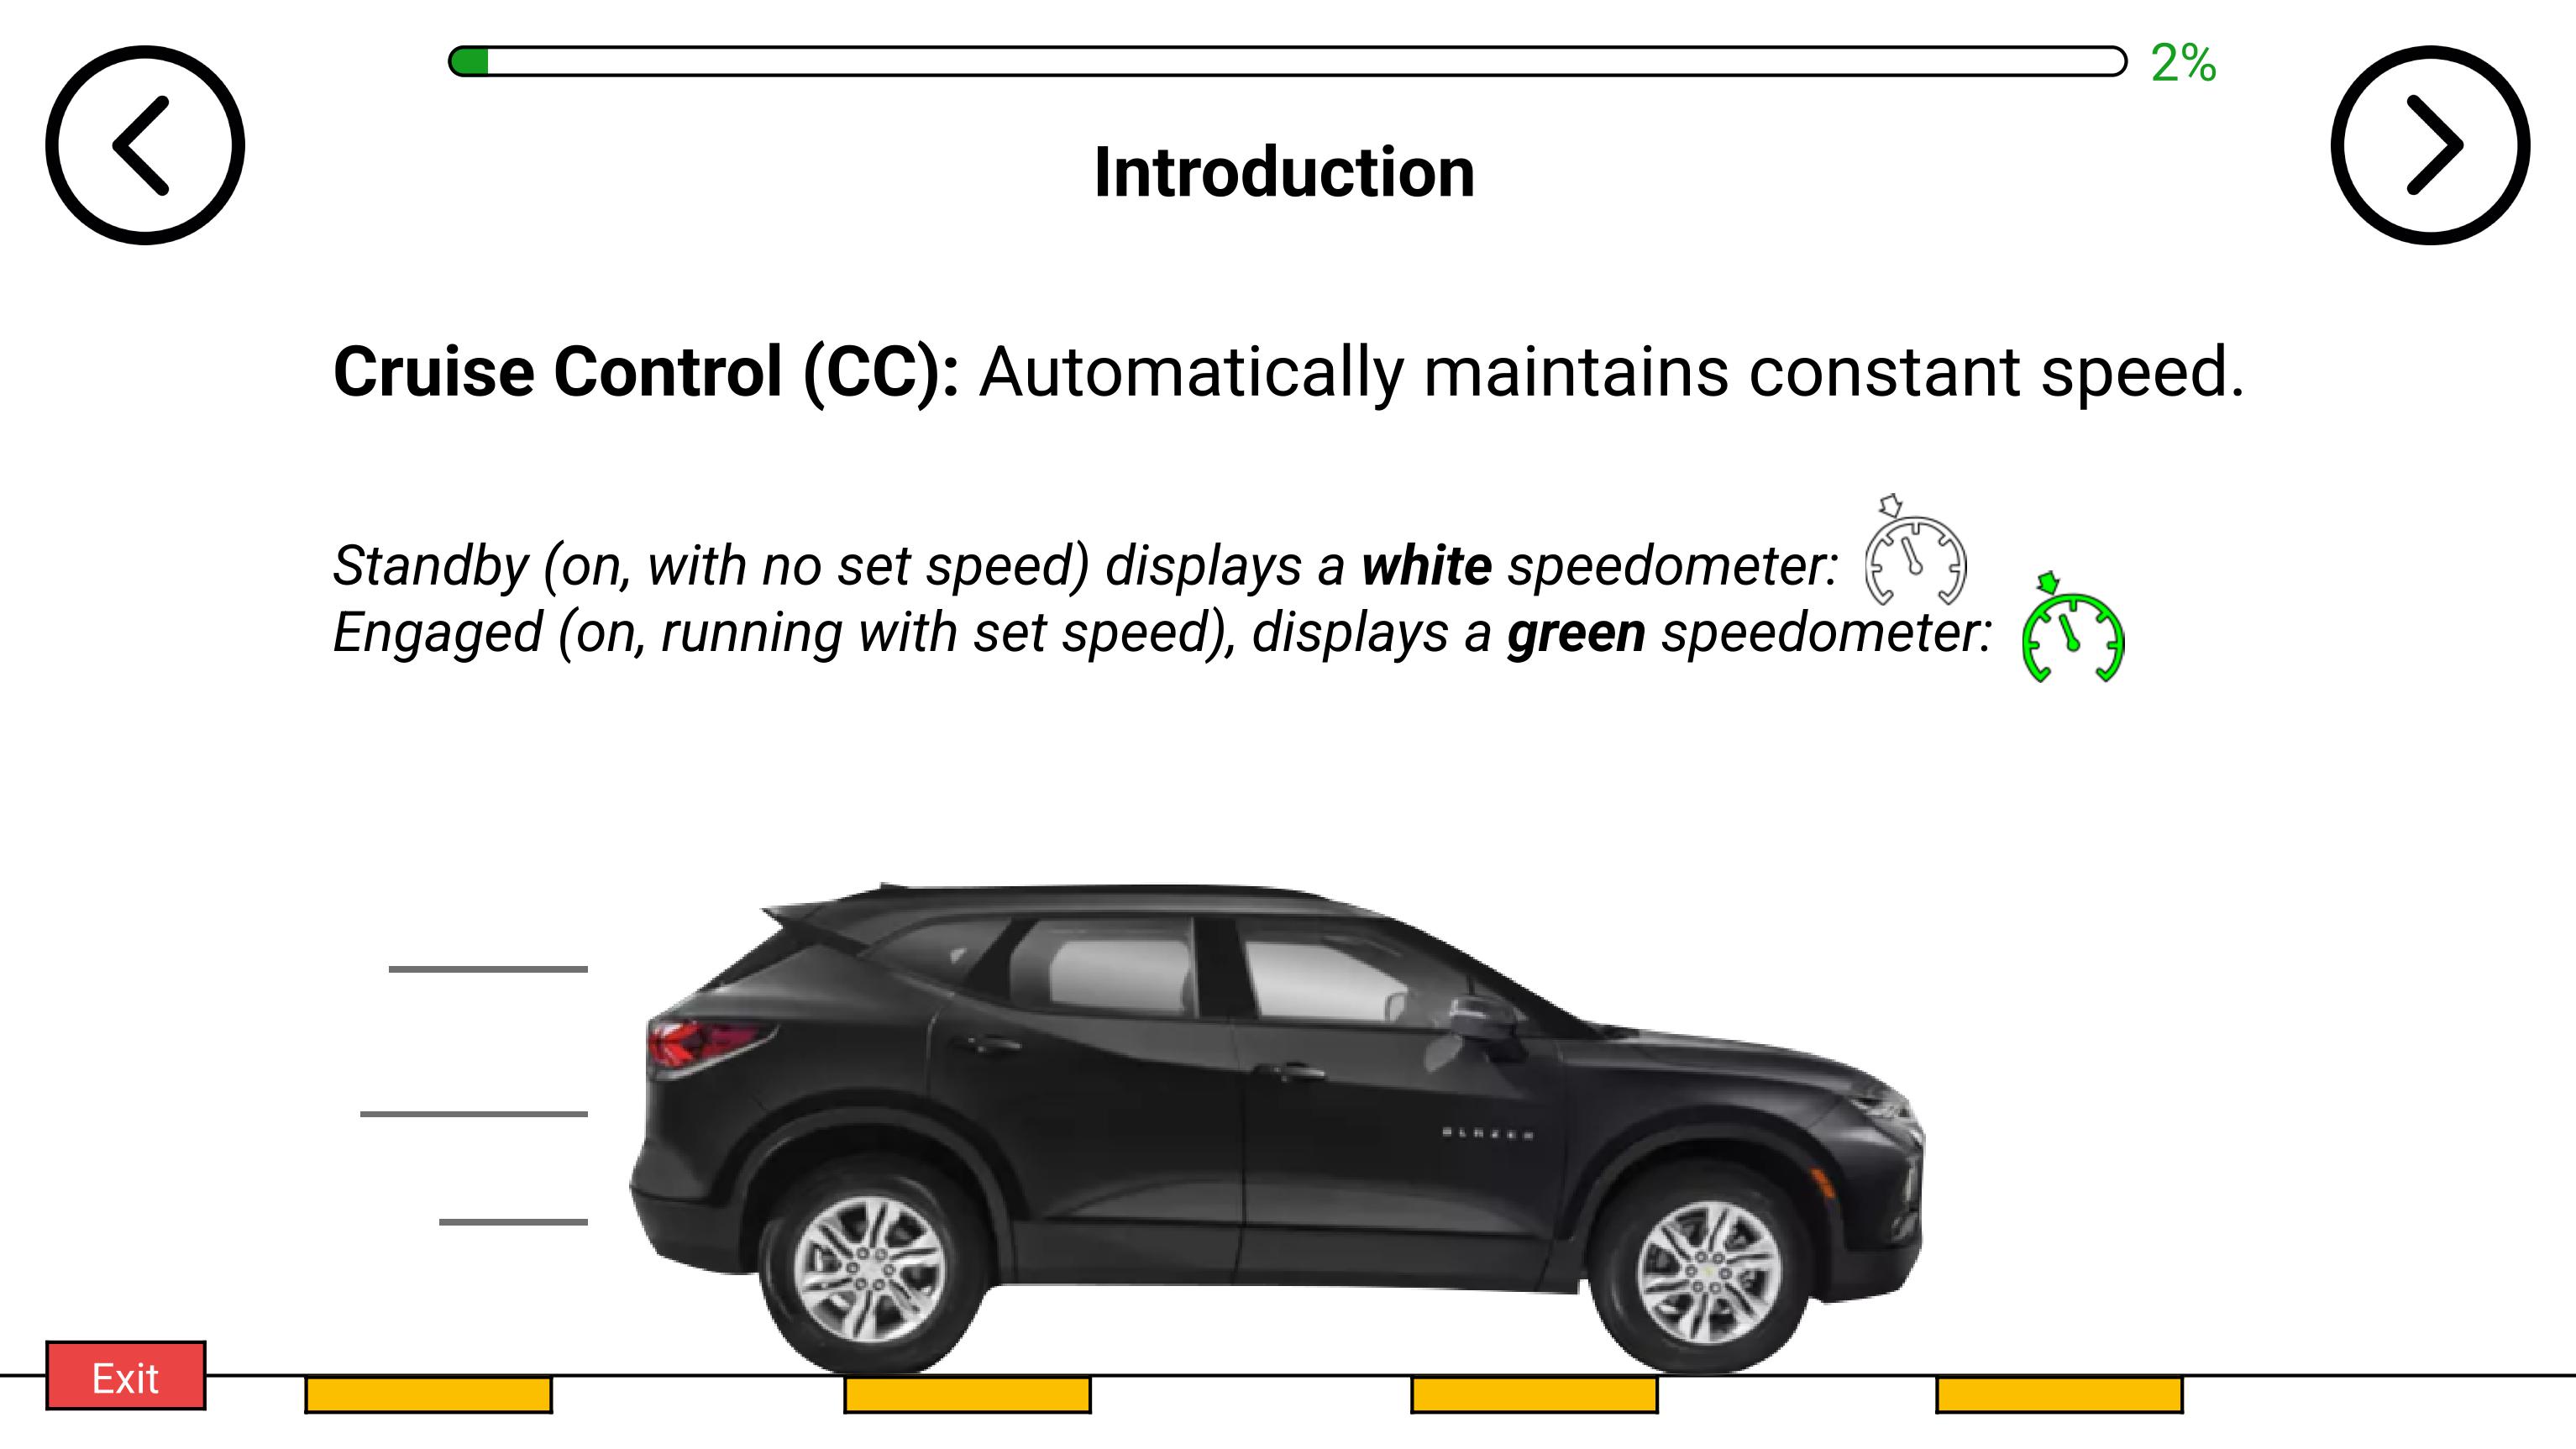 2%
Introduction
Cruise Control (CC): Automatically maintains constant speed.
Standby (on, with no set speed) displays a white speedometer:
Engaged (on, running with set speed), displays a green speedometer:
BLAZER
Exit